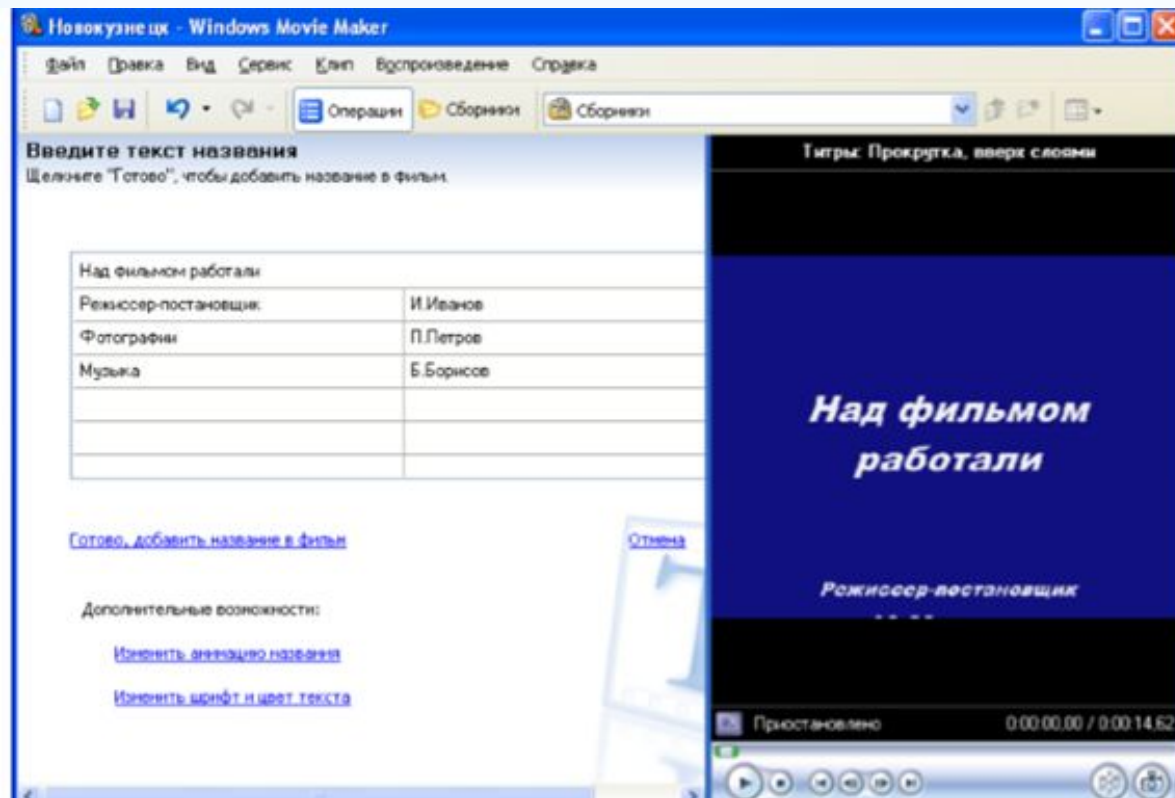 Новокузнецк - Windows Movie Maker
Файл Правка Вид Сервис Клип Воспроизведение Справка
Операции Сборники Сборники
Введите текст названия
Щелкните "Готово", чтобы добавить название в фильм.
Над фильмом работали
Режиссер-постановщик И.Иванов
Фотографии П.Петров
Музыка Б.Борисов
Готово, добавить название в фильм Отмена
Дополнительные возможности:
Изменить анимацию названия
Изменить шрифт и цвет текста
Титры: Прокрутка, вверх слоями
Над фильмом
работали
Режиссер-постановщик
Приостановлено 0:00:00,00 / 0:00:14,62